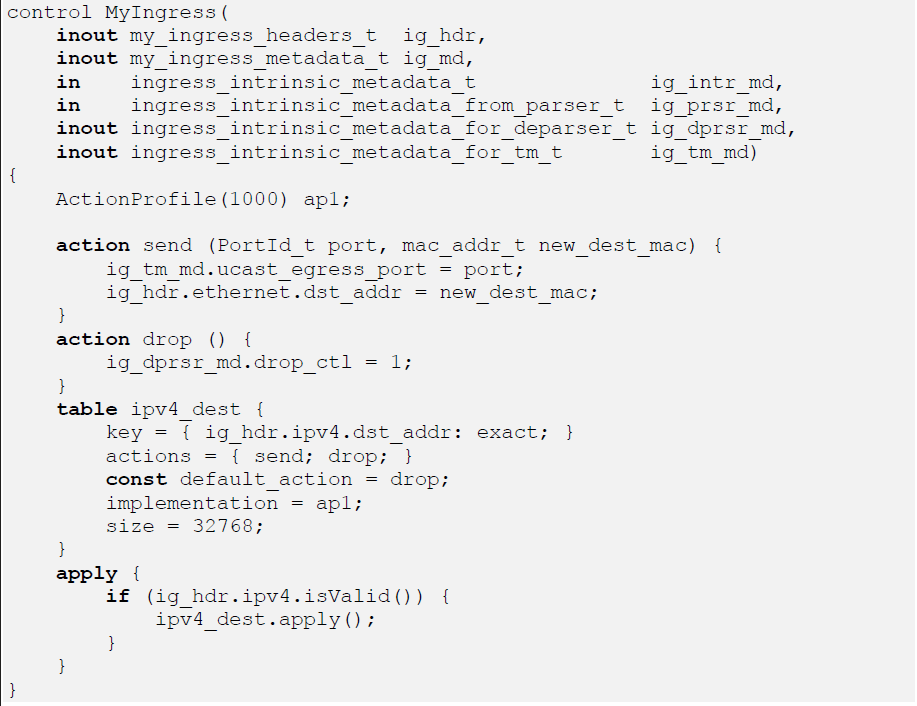 control MyIngress(
    inout my_ingress_headers_t  ig_hdr,
    inout my_ingress_metadata_t ig_md,
    in    ingress_intrinsic_metadata_t              ig_intr_md,
    in    ingress_intrinsic_metadata_from_parser_t  ig_prsr_md,
    inout ingress_intrinsic_metadata_for_deparser_t ig_dprsr_md,
    inout ingress_intrinsic_metadata_for_tm_t       ig_tm_md)
{
    ActionProfile(1000) ap1;

    action send (PortId_t port, mac_addr_t new_dest_mac) {
        ig_tm_md.ucast_egress_port = port;
        ig_hdr.ethernet.dst_addr = new_dest_mac;
    }
    action drop () {
        ig_dprsr_md.drop_ctl = 1;
    }
    table ipv4_dest {
        key = { ig_hdr.ipv4.dst_addr: exact; }
        actions = { send; drop; }
        const default_action = drop;
        implementation = ap1;
        size = 32768;
    }
    apply {
        if (ig_hdr.ipv4.isValid()) {
            ipv4_dest.apply();
        }
    }
}